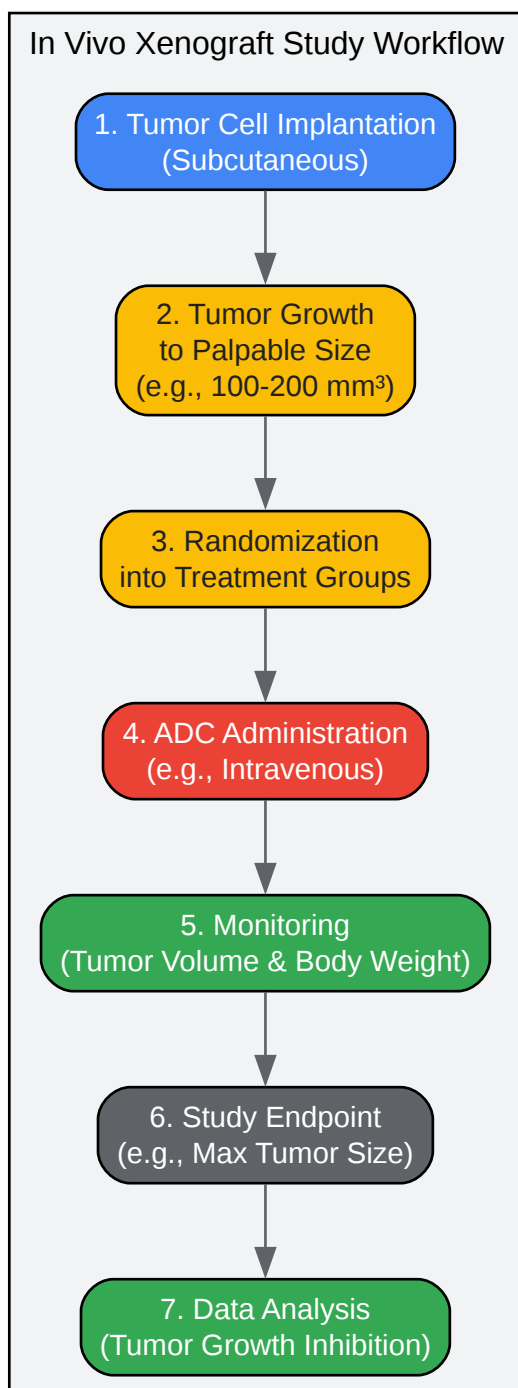 In Vivo Xenograft Study Workflow
1. Tumor Cell Implantation
(Subcutaneous)
2. Tumor Growth
to Palpable Size
(e.g., 100-200 mm³)
3. Randomization
into Treatment Groups
4. ADC Administration
(e.g., Intravenous)
5. Monitoring
(Tumor Volume & Body Weight)
6. Study Endpoint
(e.g., Max Tumor Size)
7. Data Analysis
(Tumor Growth Inhibition)